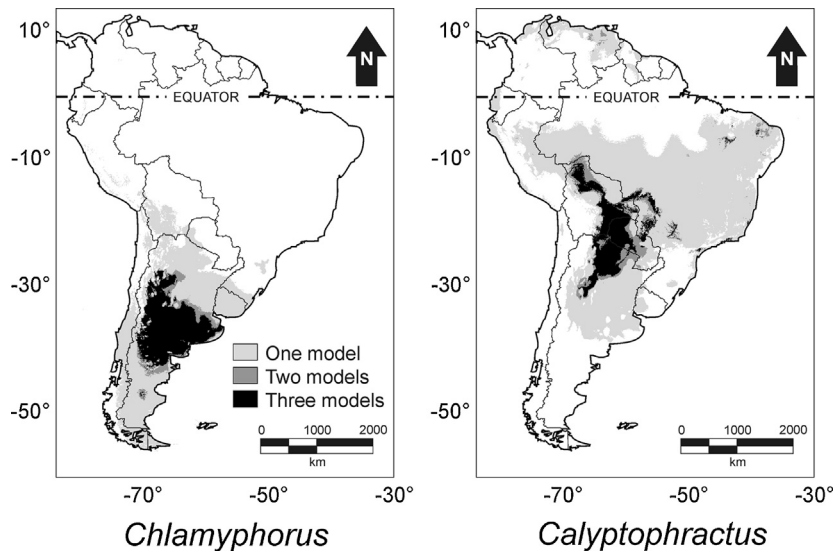 10°
-10°
-30°
-50°
N
EQUATOR
One model
Two models
Three models
0 1000 2000
km
N
EQUATOR
0 1000 2000
km
-70° -50° -30°
-70° -50° -30°
Chlamyphorus
Calyptophractus
10°
-10°
-30°
-50°